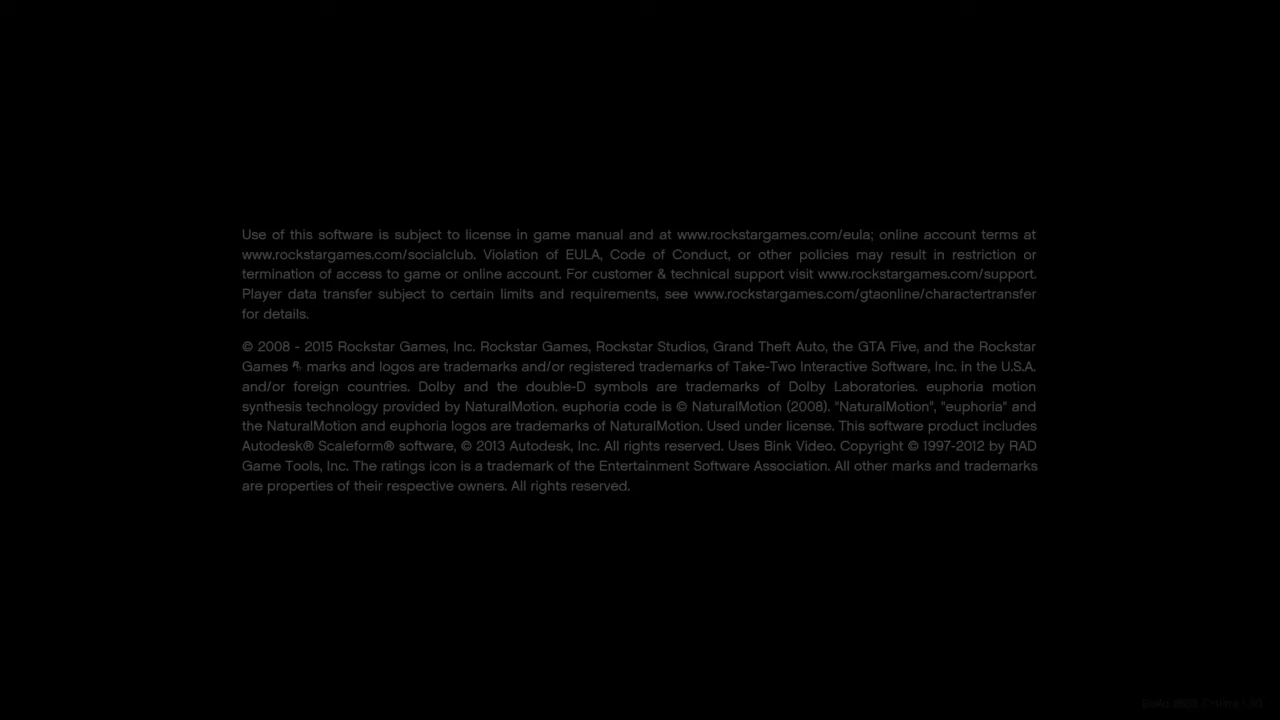 Use of this software is subject to license in game manual and at www.rockstargames.com/eula; online account terms at
www.rockstargames.com/socialclub. Violation of EULA, Code of Conduct, or other policies may result in restriction or
termination of access to game or online account. For customer & technical support visit www.rockstargames.com/support.
Player data transfer subject to certain limits and requirements, see www.rockstargames.com/gtaonline/charactertransfer
for details.
© 2008 - 2015 Rockstar Games, Inc. Rockstar Games, Rockstar Studios, Grand Theft Auto, the GTA Five, and the Rockstar
Games R* marks and logos are trademarks and/or registered trademarks of Take-Two Interactive Software, Inc. in the U.S.A.
and/or foreign countries. Dolby and the double-D symbols are trademarks of Dolby Laboratories. euphoria motion
synthesis technology provided by NaturalMotion. euphoria code is © NaturalMotion (2008). "NaturalMotion", "euphoria" and
the NaturalMotion and euphoria logos are trademarks of NaturalMotion. Used under license. This software product includes
Autodesk® Scaleform® software, © 2013 Autodesk, Inc. All rights reserved. Uses Bink Video. Copyright © 1997-2012 by RAD
Game Tools, Inc. The ratings icon is a trademark of the Entertainment Software Association. All other marks and trademarks
are properties of their respective owners. All rights reserved.